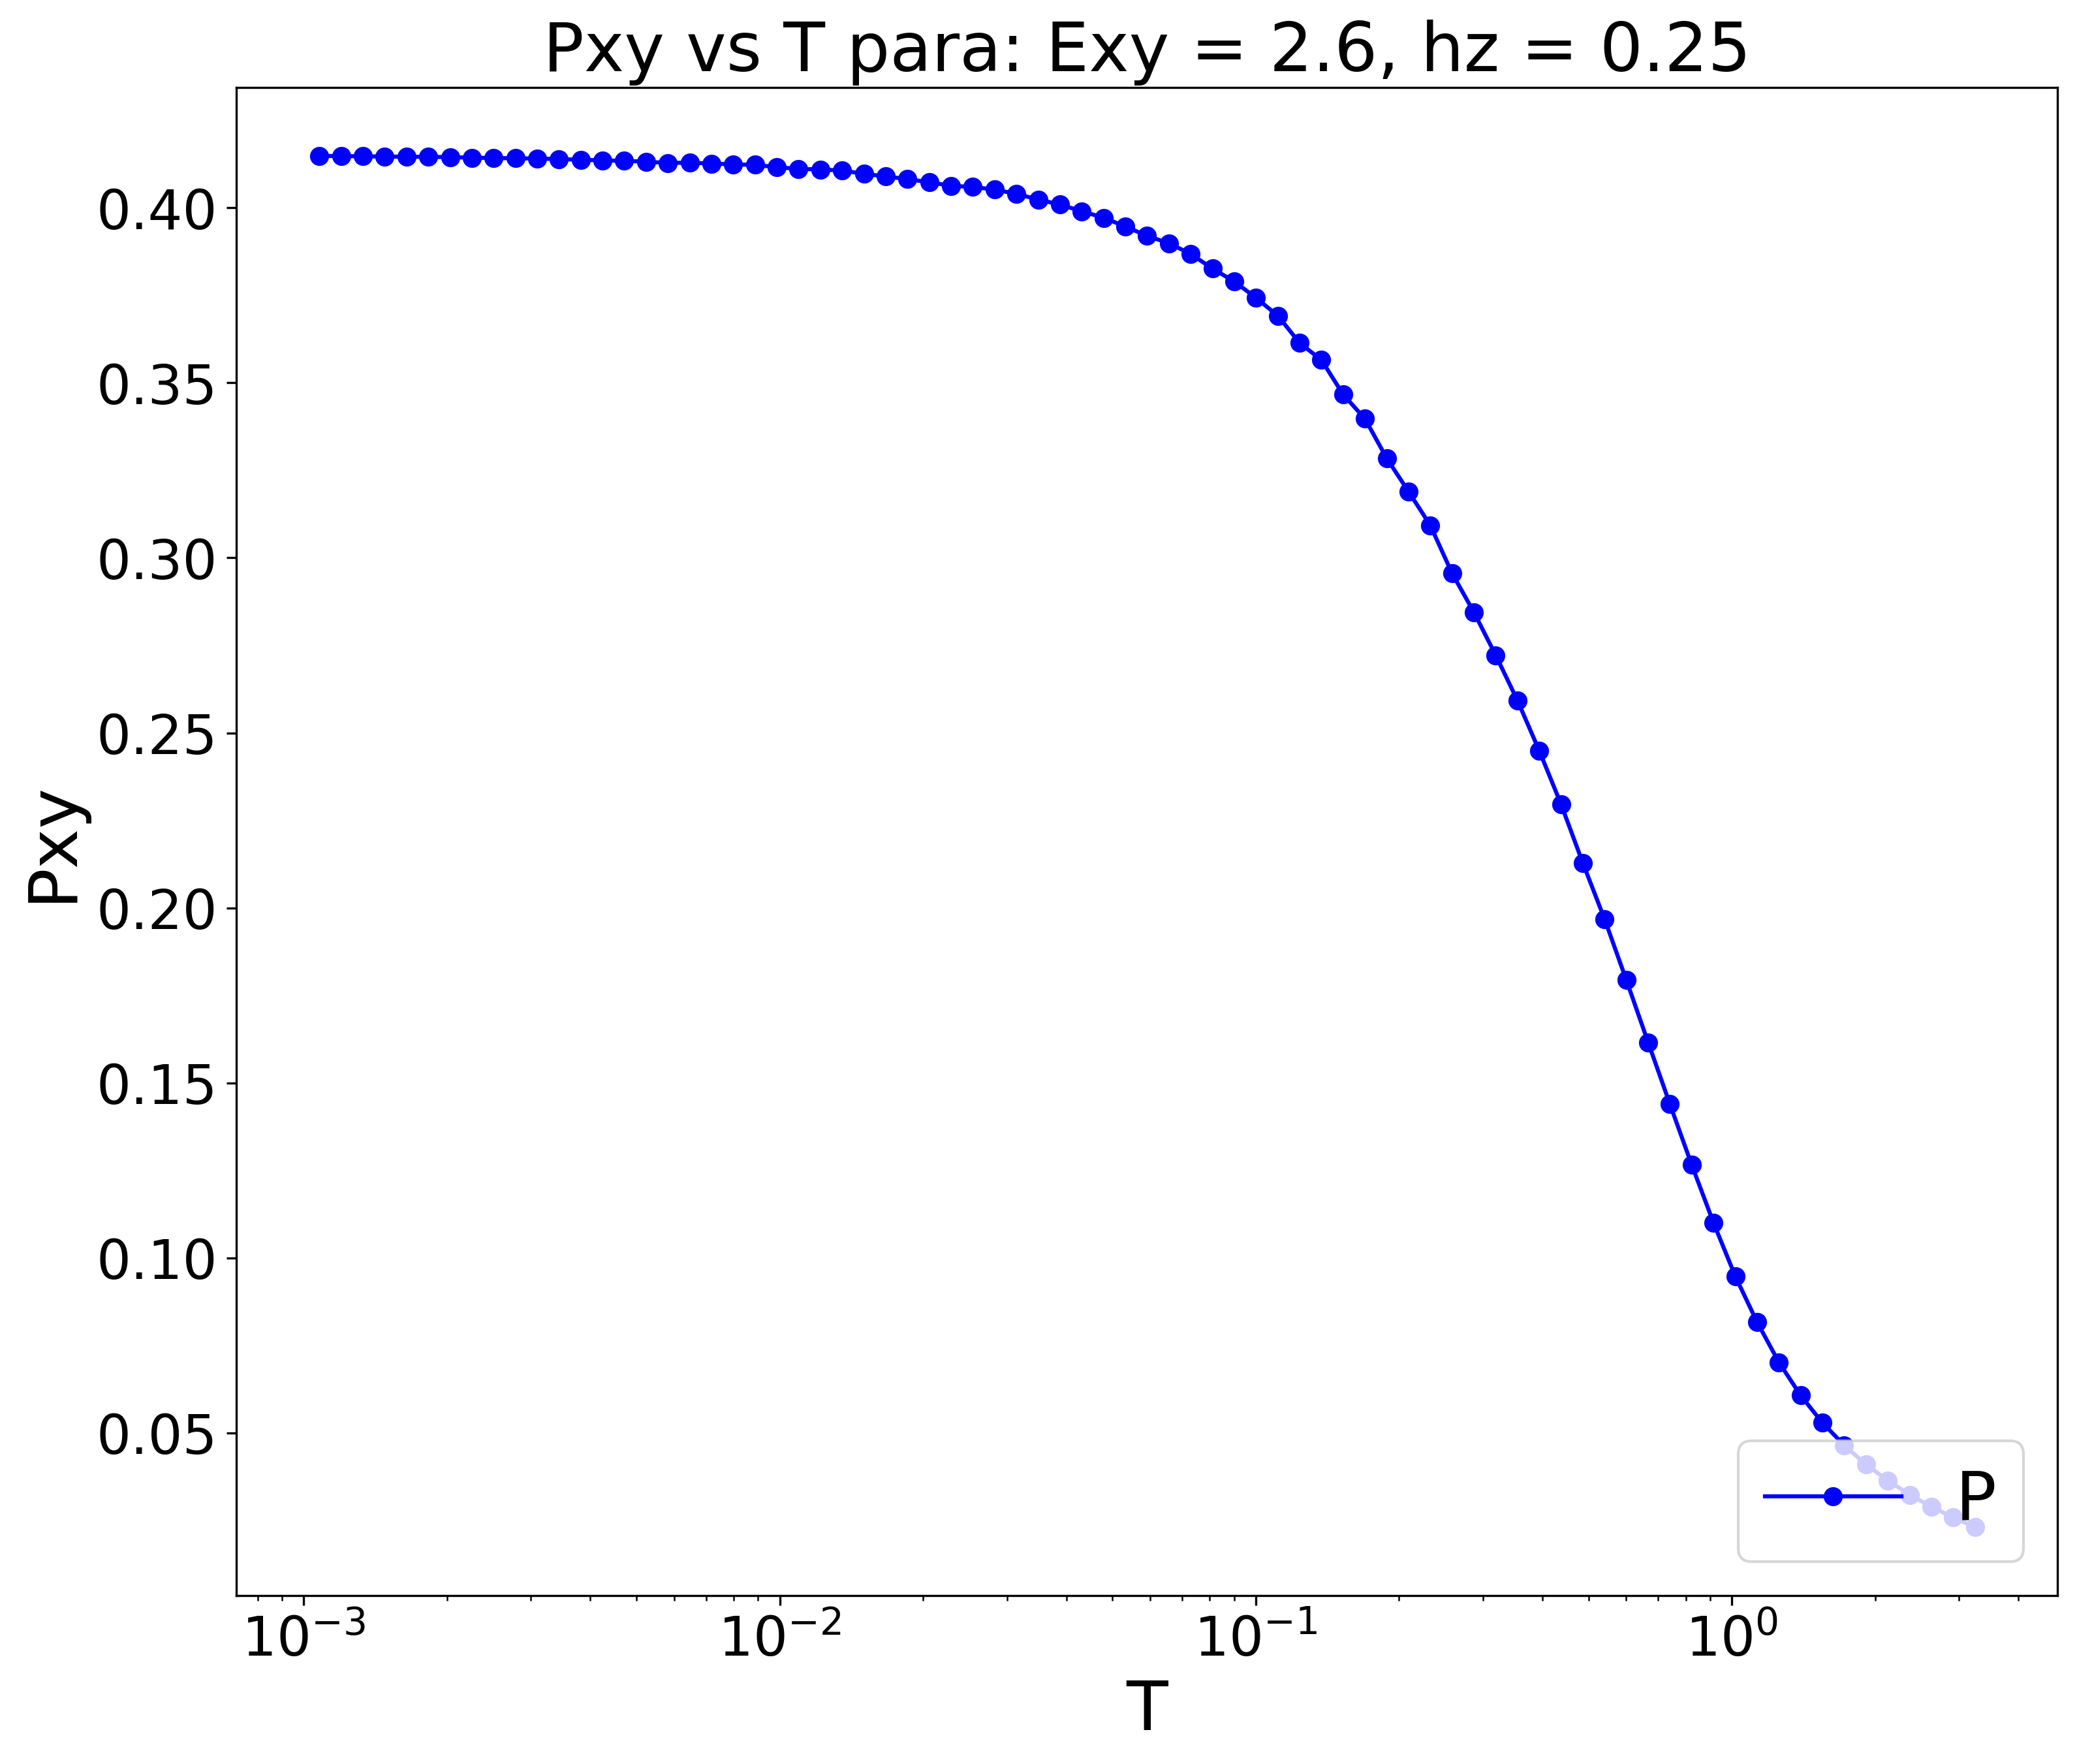 Pxy vs T para: Exy = 2.6, hz = 0.25
Pxy
0.40
0.35
0.30
0.25
0.20
0.15
0.10
0.05
P
10⁻³ 10⁻² 10⁻¹ 10⁰
T